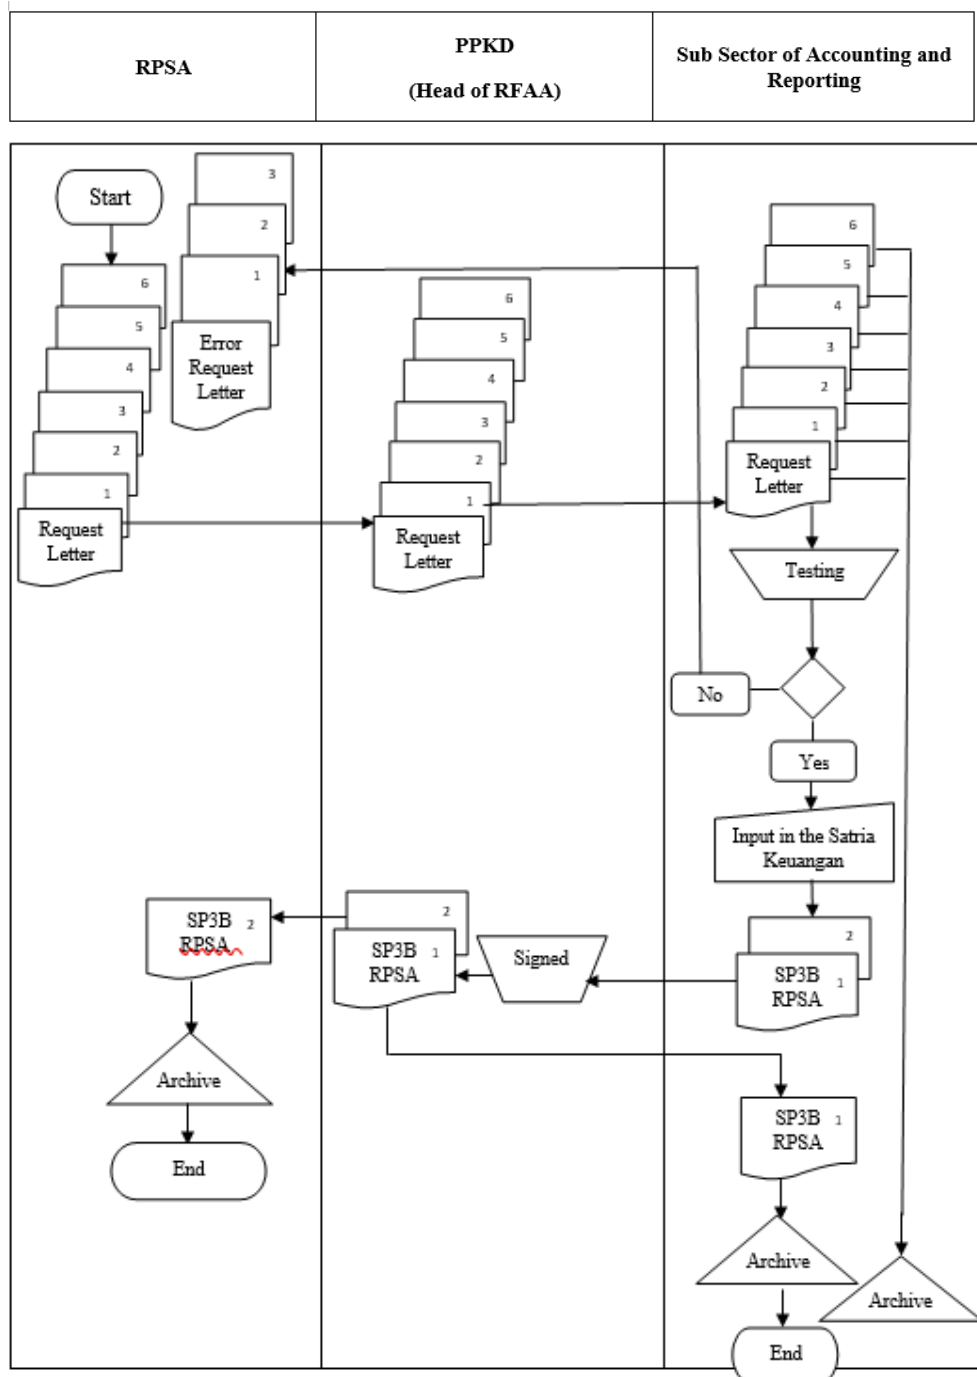 RPSA
PPKD
(Head of RFAA)
Sub Sector of Accounting and
Reporting
Start
3
2
1
Error
Request
Letter
6
5
4
3
2
1
Request
Letter
6
5
4
3
2
1
Request
Letter
6
5
4
3
2
1
Request
Letter
Testing
No
Yes
Input in the Satria
Keuangan
2
SP3B
RPSA
1
Signed
2
SP3B
RPSA
1
SP3B
RPSA
2
Archive
End
SP3B
RPSA
1
Archive
End
Archive